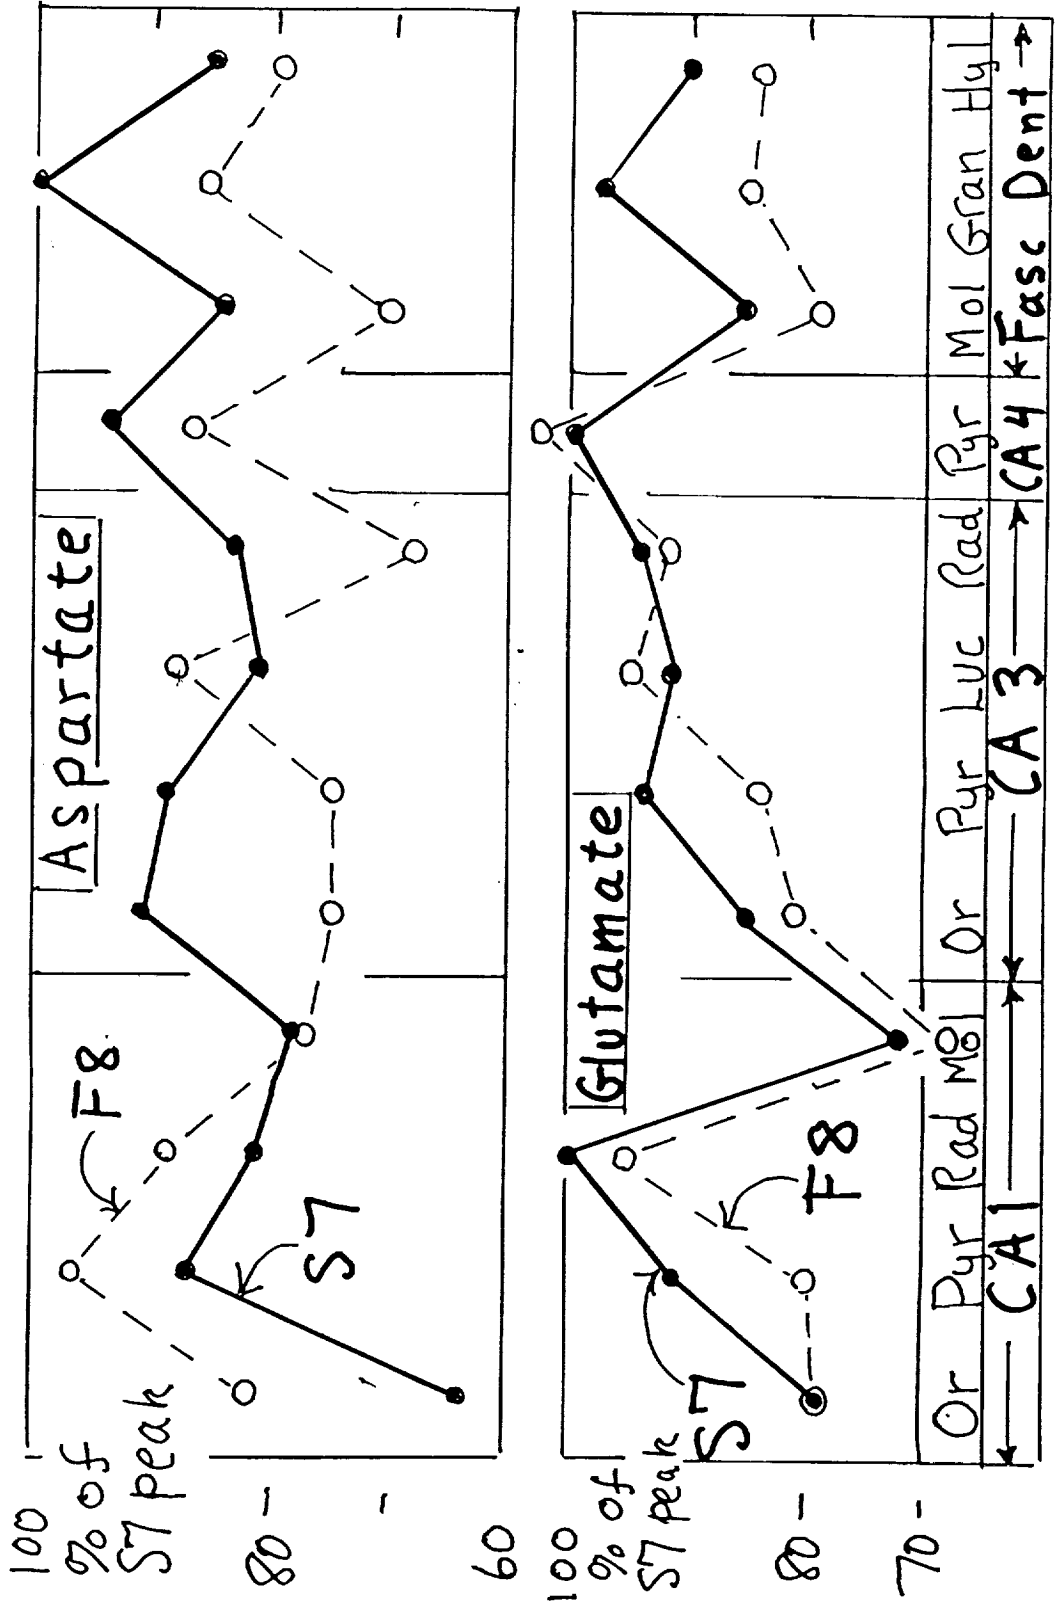 Aspartate
100
% of
S7 peak
80
60
F8
S7
Glutamate
100
% of
S7 peak
80
70
S7
F8
Or Pyr Rad Mol Or Pyr Luc Rad Pyr Mol Gran Hyl
CA1 CA3 CA4 Fasc Dent